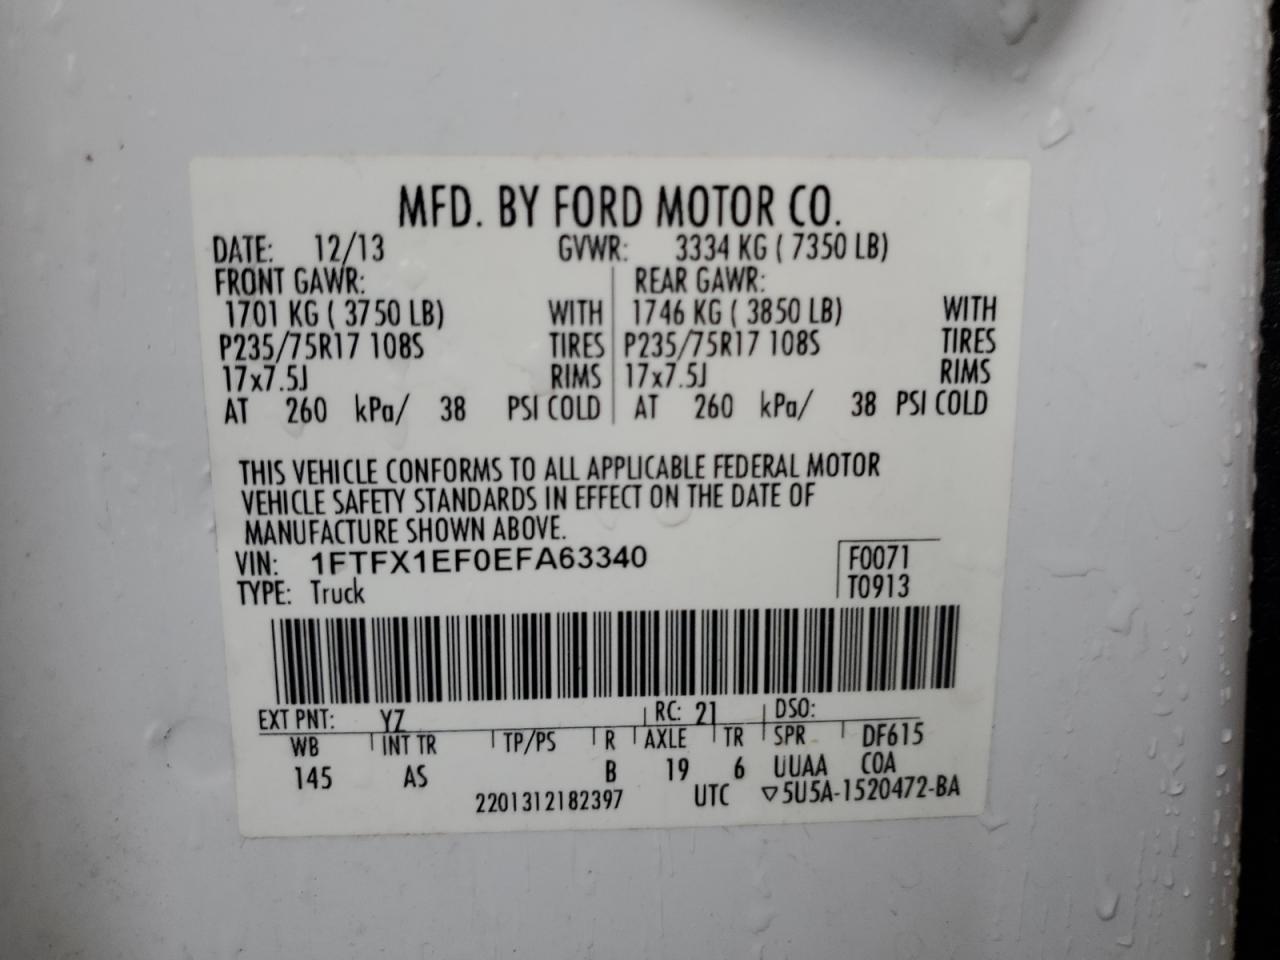 MFD. BY FORD MOTOR CO.
DATE: 12/13 GVWR: 3334 KG ( 7350 LB)
FRONT GAWR: REAR GAWR:
1701 KG ( 3750 LB) WITH 1746 KG ( 3850 LB) WITH
P235/75R17 108S TIRES P235/75R17 108S TIRES
17x7.5J RIMS 17x7.5J RIMS
AT 260 kPa/ 38 PSI COLD AT 260 kPa/ 38 PSI COLD
THIS VEHICLE CONFORMS TO ALL APPLICABLE FEDERAL MOTOR
VEHICLE SAFETY STANDARDS IN EFFECT ON THE DATE OF
MANUFACTURE SHOWN ABOVE.
VIN: 1FTFX1EF0EFA63340 F0071
TYPE: Truck T0913
EXT PNT: YZ RC: 21 DSO:
WB INT TR TP/PS R AXLE TR SPR DF615
145 AS B 19 6 UUAA COA
2201312182397 UTC ▽5U5A-1520472-BA